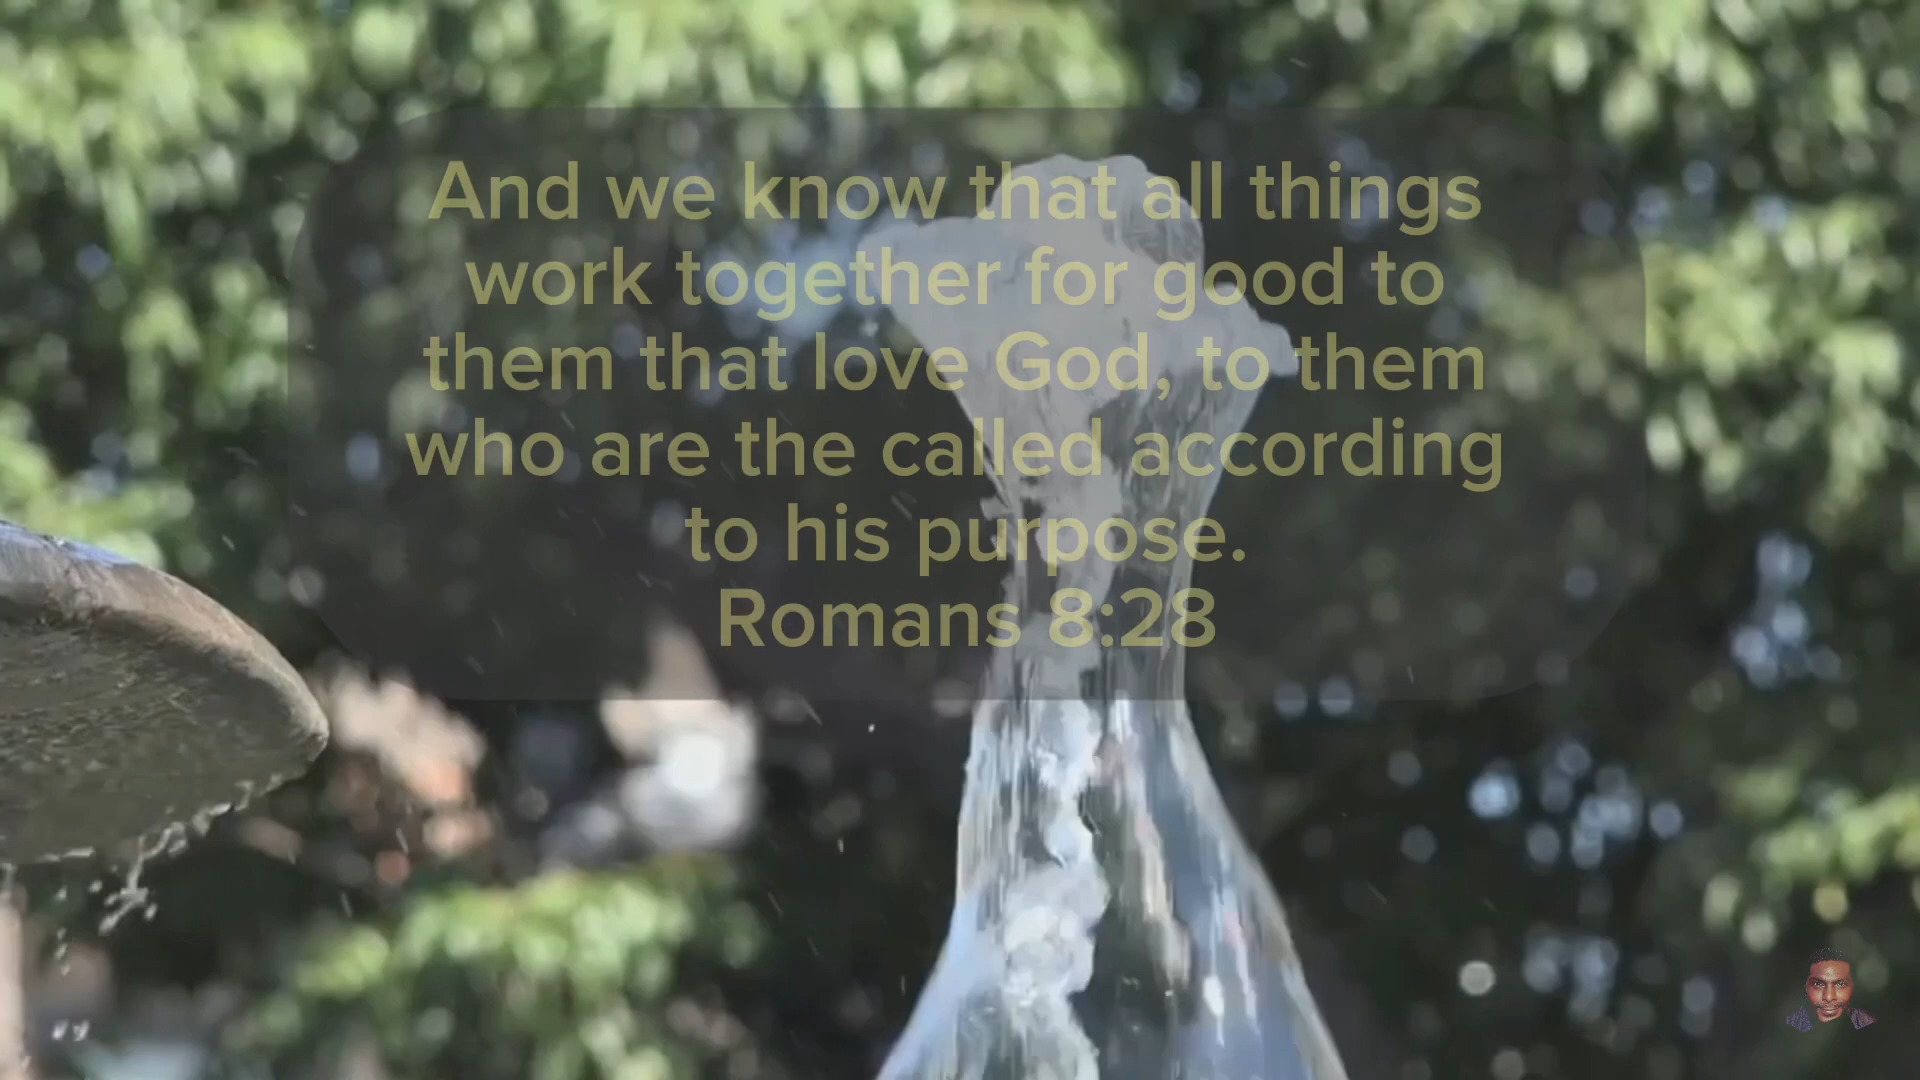 And we know that all things
work together for good to
them that love God, to them
who are the called according
to his purpose.
Romans 8:28